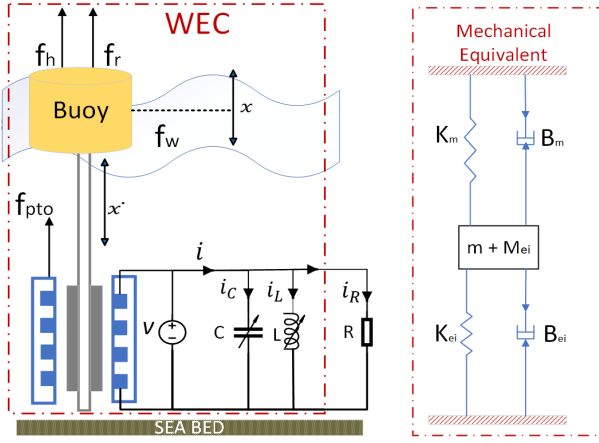 WEC
fh
fr
Buoy
x
fw
fpto
ẋ
i
iC
iL
iR
v
C
L
R
SEA BED
Mechanical
Equivalent
Km
Bm
m + Mei
Kei
Bei